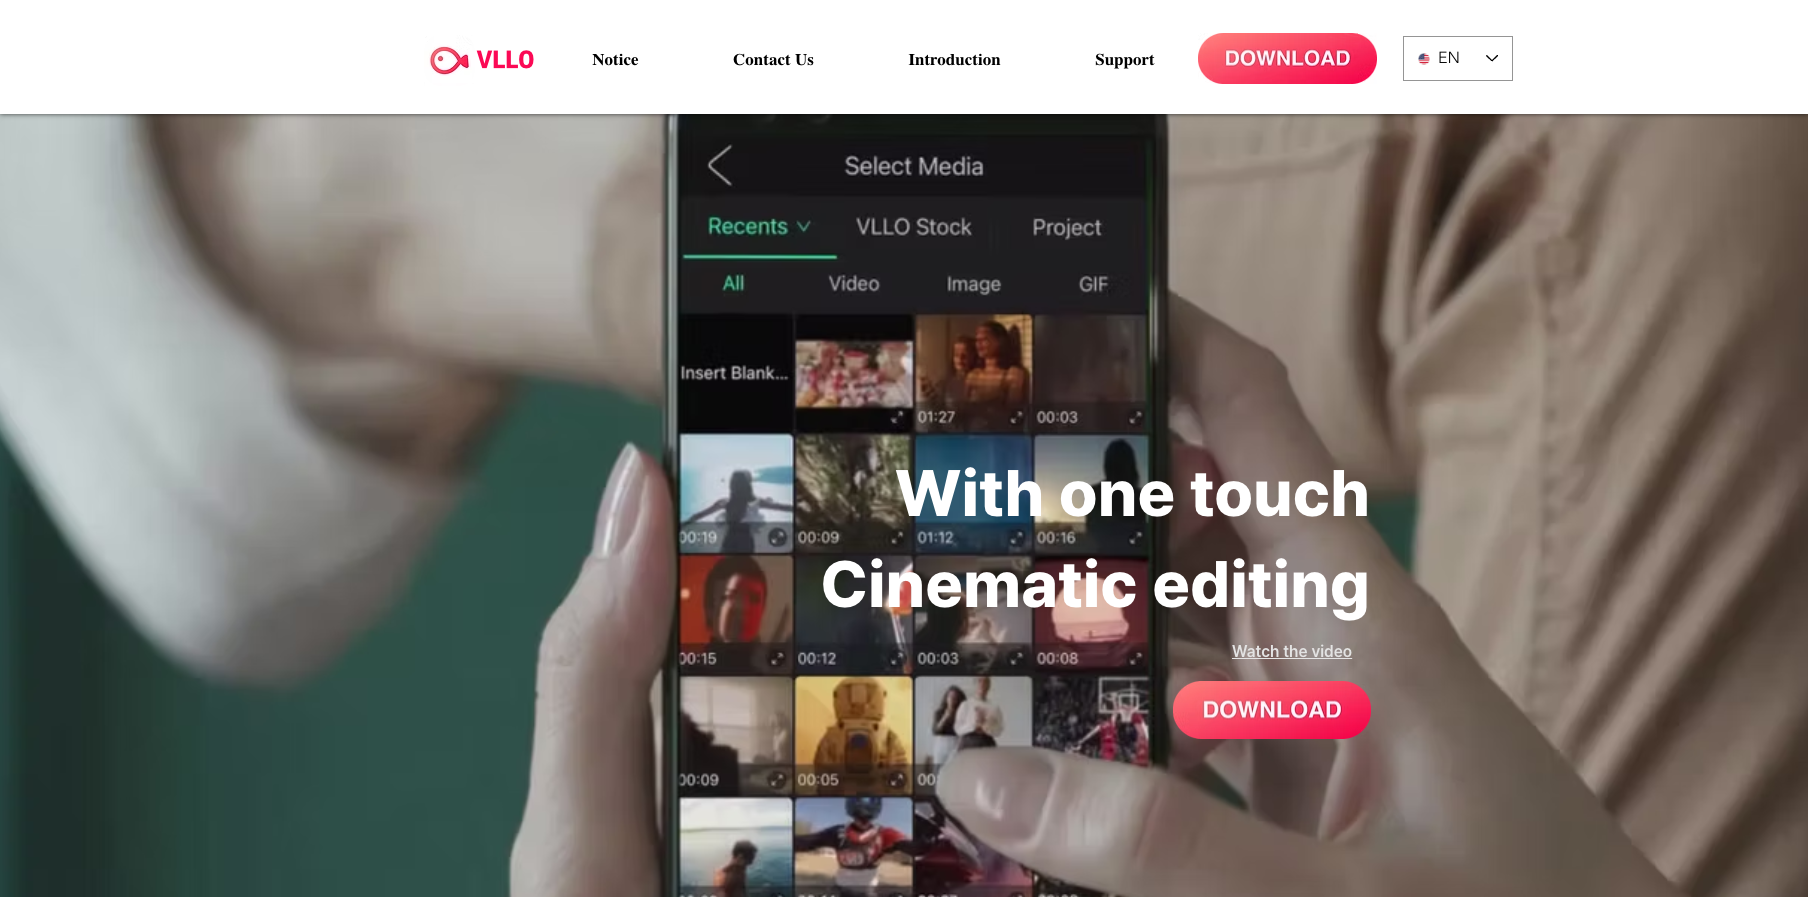 VLLO
Notice
Contact Us
Introduction
Support
DOWNLOAD
EN
Select Media
Recents
VLLO Stock
Project
All
Video
Image
GIF
Insert Blank...
01:27
00:03
00:19
00:09
01:12
00:16
With one touch
Cinematic editing
00:15
00:12
00:03
00:08
Watch the video
DOWNLOAD
00:09
00:05